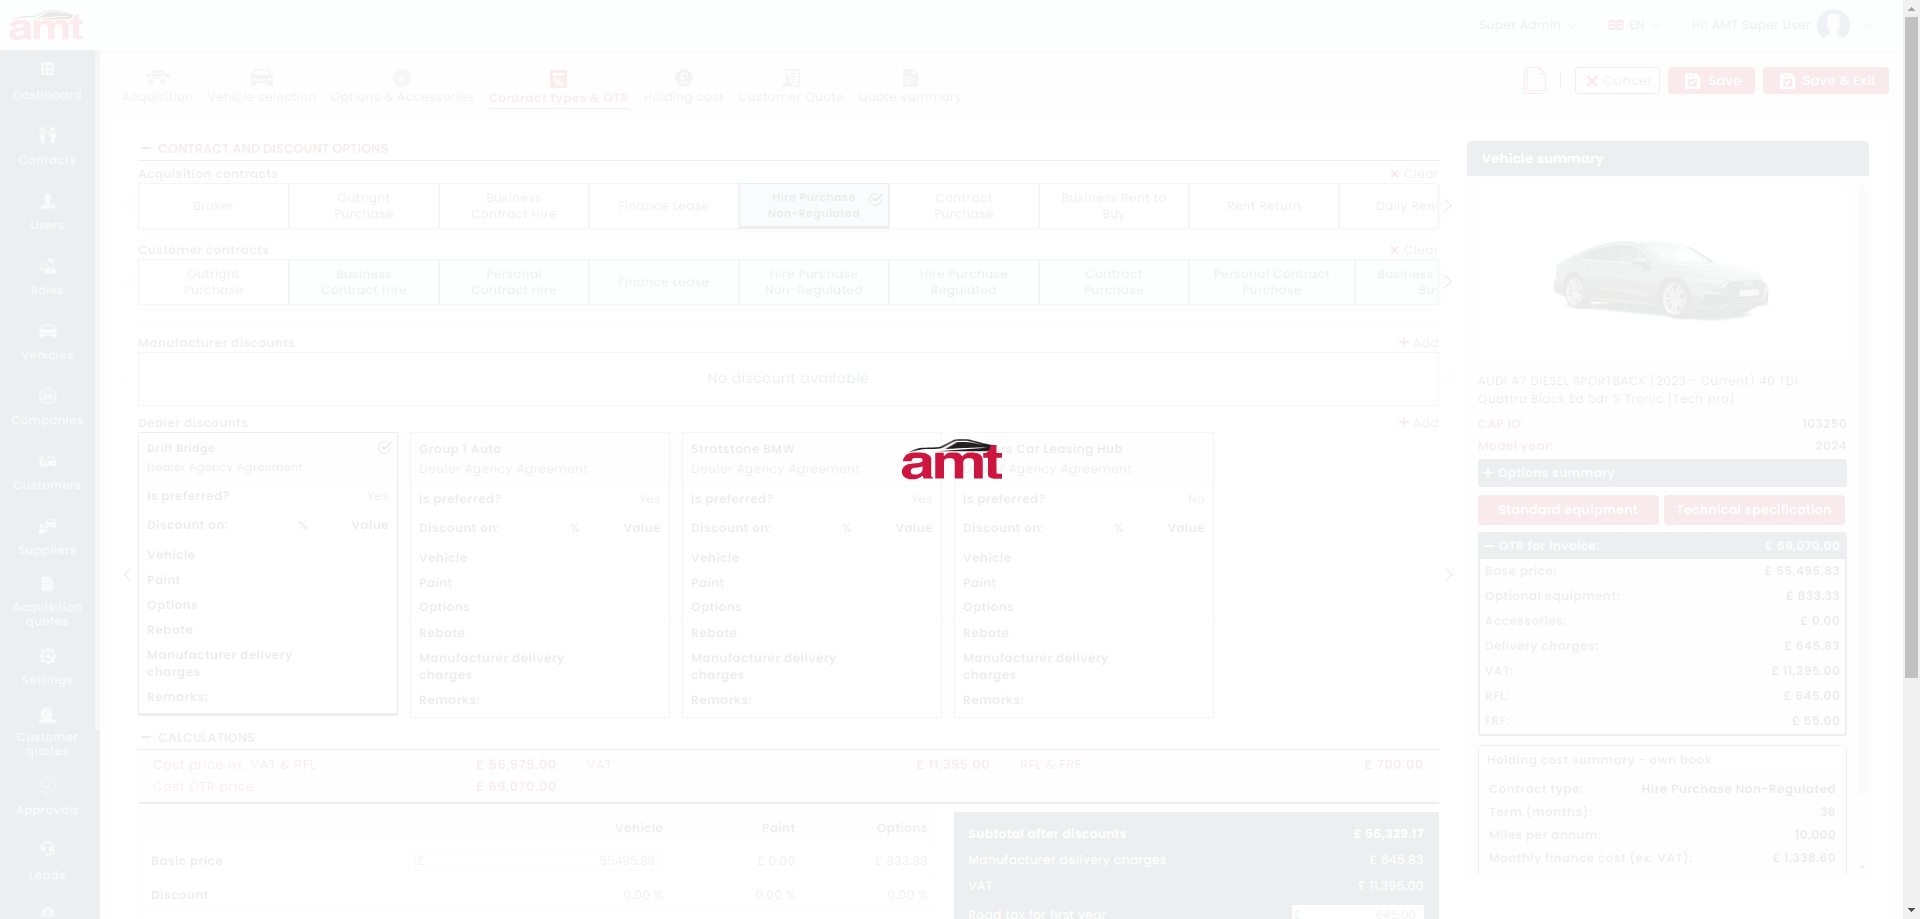 amt
Super Admin
EN
Hi! AMT Super User
Dashboard
Contacts
Users
Roles
Vehicles
Companies
Customers
Suppliers
Acquisition
quotes
Settings
Customer
quotes
Approvals
Leads
Acquisition
Vehicle selection
Options & Accessories
Contract types & OTR
Holding cost
Customer Quote
Quote summary
Cancel
Save
Save & Exit
CONTRACT AND DISCOUNT OPTIONS
Acquisition contracts
Clear
Broker
Outright
Purchase
Business
Contract Hire
Finance Lease
Hire Purchase
Non-Regulated
Contract
Purchase
Business Rent to
Buy
Rent Return
Daily Ren
Customer contracts
Clear
Outright
Purchase
Business
Contract Hire
Personal
Contract Hire
Finance Lease
Hire Purchase
Non-Regulated
Hire Purchase
Regulated
Contract
Purchase
Personal Contract
Purchase
Business
Buy
Manufacturer discounts
+ Add
No discount available
Dealer discounts
+ Add
Drift Bridge
Dealer Agency Agreement
Is preferred? Yes
Discount on: % Value
Vehicle
Paint
Options
Rebate
Manufacturer delivery
charges
Remarks:
Group 1 Auto
Dealer Agency Agreement
Is preferred? Yes
Discount on: % Value
Vehicle
Paint
Options
Rebate
Manufacturer delivery
charges
Remarks:
Stratstone BMW
Dealer Agency Agreement
Is preferred? Yes
Discount on: % Value
Vehicle
Paint
Options
Rebate
Manufacturer delivery
charges
Remarks:
amt
rs Car Leasing Hub
Agency Agreement
Is preferred? No
Discount on: % Value
Vehicle
Paint
Options
Rebate
Manufacturer delivery
charges
Remarks:
CALCULATIONS
Cost price ex. VAT & RFL £ 56,975.00 VAT £ 11,395.00 RFL & FRF £ 700.00
Cost OTR price £ 69,070.00
Vehicle Paint Options
Basic price £ 55495.83 £ 0.00 £ 833.33
Discount 0.00 % 0.00 % 0.00 %
Subtotal after discounts £ 56,329.17
Manufacturer delivery charges £ 645.83
VAT £ 11,395.00
Road tax for first year £ 645.00
Vehicle summary
AUDI A7 DIESEL SPORTBACK (2023 - Current) 40 TDI
Quattro Black Ed 5dr S Tronic [Tech pro]
CAP ID: 103250
Model year: 2024
+ Options summary
Standard equipment
Technical specification
OTR for invoice: £ 69,070.00
Base price: £ 55,495.83
Optional equipment: £ 833.33
Accessories: £ 0.00
Delivery charges: £ 645.83
VAT: £ 11,395.00
RFL: £ 645.00
FRF: £ 55.00
Holding cost summary - own book
Contract type: Hire Purchase Non-Regulated
Term (months): 36
Miles per annum: 10,000
Monthly finance cost (ex. VAT): £ 1,338.60